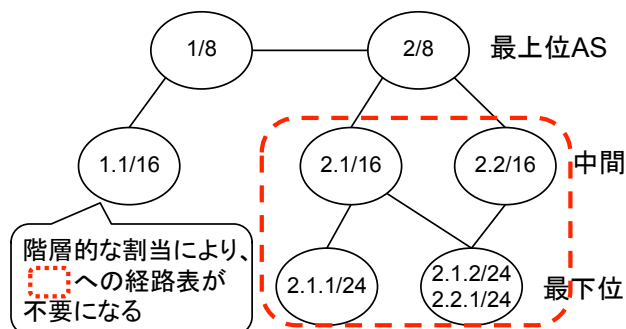 1/8
2/8
最上位AS
1.1/16
2.1/16
2.2/16
中間
階層的な割当により、
への経路表が
不要になる
2.1.1/24
2.1.2/24
2.2.1/24
最下位